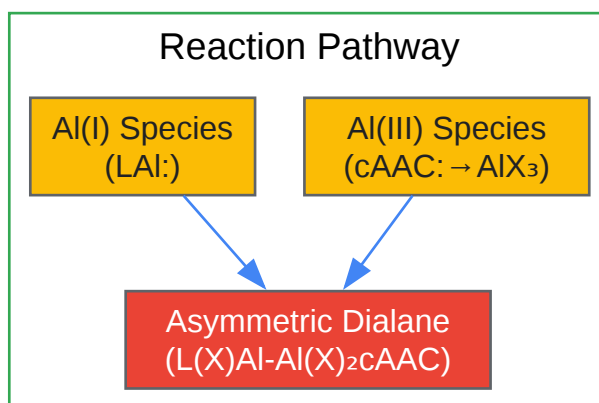 Reaction Pathway
Al(I) Species
(LAl:)
Al(III) Species
(cAAC:→AlX₃)
Asymmetric Dialane
(L(X)Al-Al(X)₂cAAC)